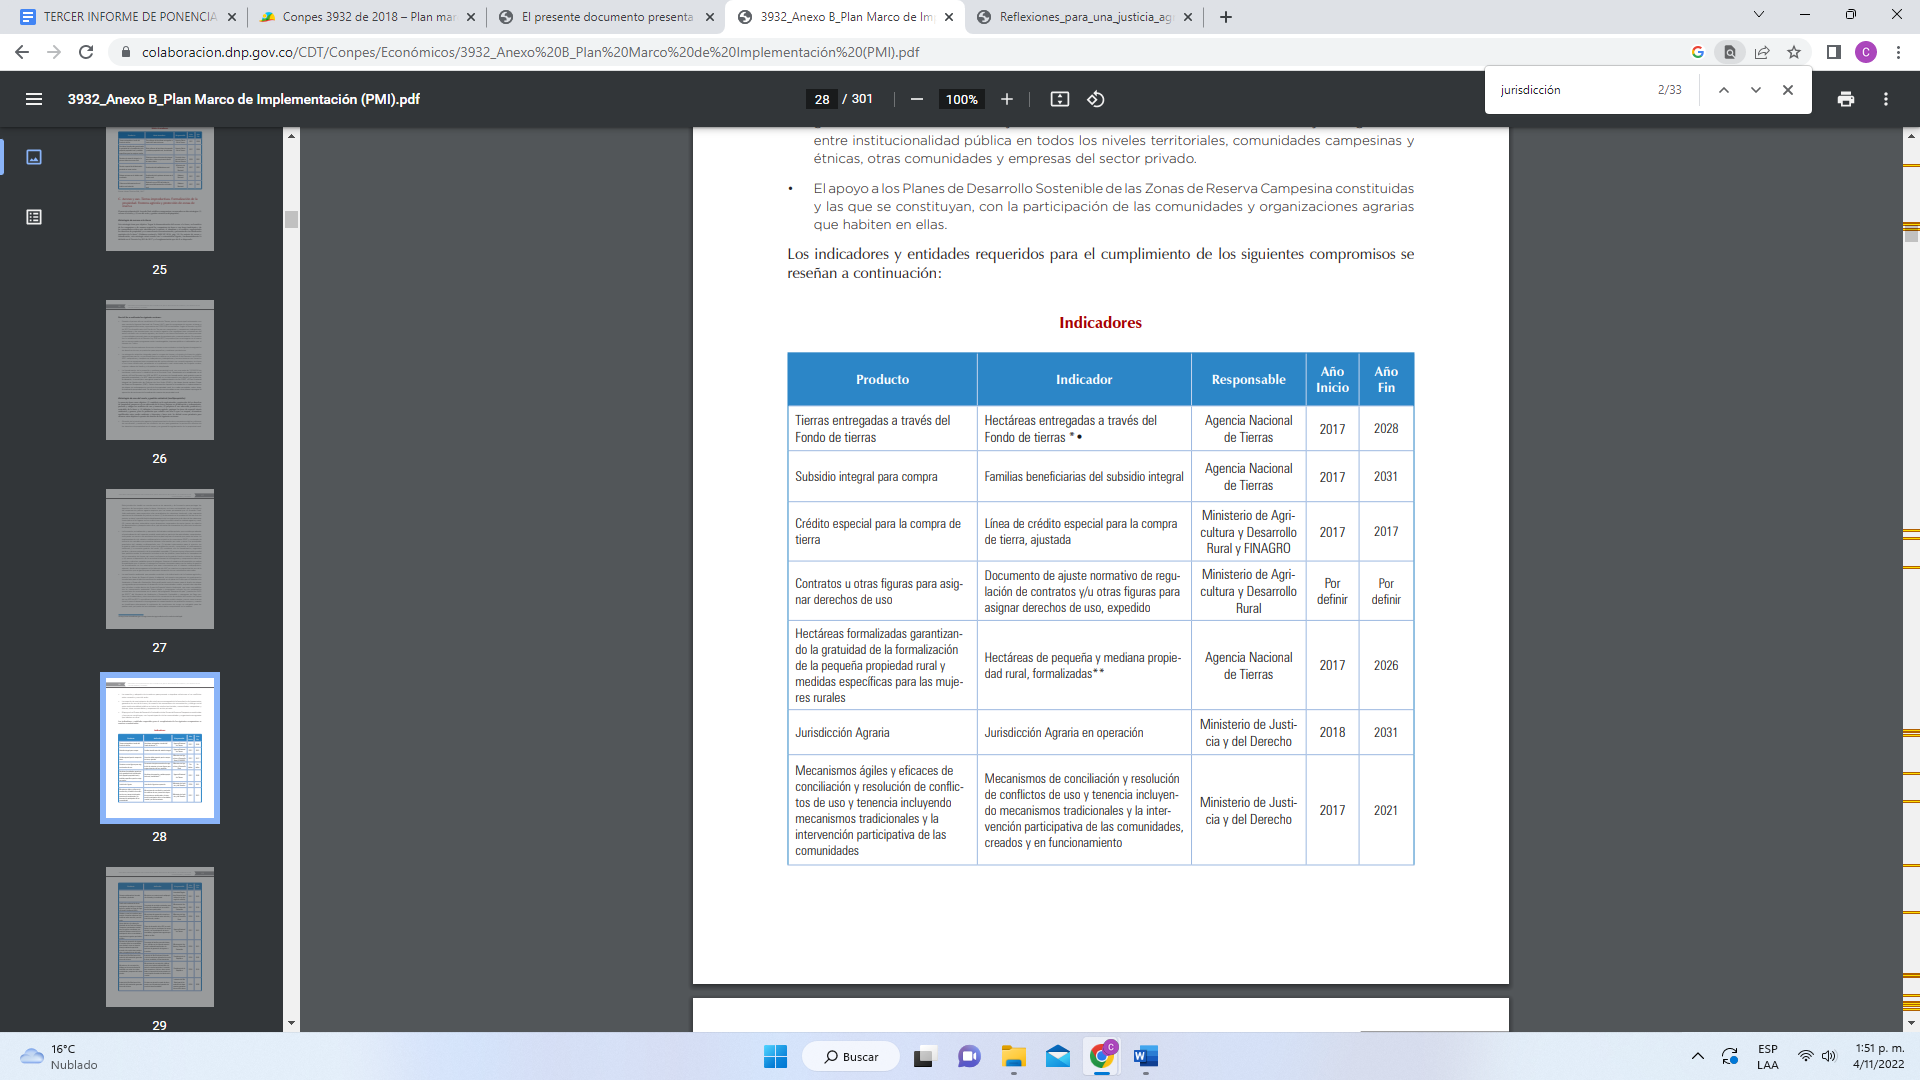 TERCER INFORME DE PONENCIA
Conpes 3932 de 2018 – Plan mar
El presente documento presenta
3932_Anexo B_Plan Marco de Im
Reflexiones_para_una_justicia_ag
colaboracion.dnp.gov.co/CDT/Conpes/Económicos/3932_Anexo%20B_Plan%20Marco%20de%20Implementación%20(PMI).pdf
C
3932_Anexo B_Plan Marco de Implementación (PMI).pdf
28 / 301
100%
jurisdicción
2/33
25
26
27
28
29
entre institucionalidad pública en todos los niveles territoriales, comunidades campesinas y
étnicas, otras comunidades y empresas del sector privado.
• El apoyo a los Planes de Desarrollo Sostenible de las Zonas de Reserva Campesina constituidas
y las que se constituyan, con la participación de las comunidades y organizaciones agrarias
que habiten en ellas.
Los indicadores y entidades requeridos para el cumplimiento de los siguientes compromisos se
reseñan a continuación:
Indicadores
Producto
Indicador
Responsable
Año
Inicio
Año
Fin
Tierras entregadas a través del
Fondo de tierras
Hectáreas entregadas a través del
Fondo de tierras * •
Agencia Nacional
de Tierras
2017
2028
Subsidio integral para compra
Familias beneficiarias del subsidio integral
Agencia Nacional
de Tierras
2017
2031
Crédito especial para la compra de
tierra
Línea de crédito especial para la compra
de tierra, ajustada
Ministerio de Agri-
cultura y Desarrollo
Rural y FINAGRO
2017
2017
Contratos u otras figuras para asig-
nar derechos de uso
Documento de ajuste normativo de regu-
lación de contratos y/u otras figuras para
asignar derechos de uso, expedido
Ministerio de Agri-
cultura y Desarrollo
Rural
Por
definir
Por
definir
Hectáreas formalizadas garantizan-
do la gratuidad de la formalización
de la pequeña propiedad rural y
medidas específicas para las muje-
res rurales
Hectáreas de pequeña y mediana propie-
dad rural, formalizadas**
Agencia Nacional
de Tierras
2017
2026
Jurisdicción Agraria
Jurisdicción Agraria en operación
Ministerio de Justi-
cia y del Derecho
2018
2031
Mecanismos ágiles y eficaces de
conciliación y resolución de conflic-
tos de uso y tenencia incluyendo
mecanismos tradicionales y la
intervención participativa de las
comunidades
Mecanismos de conciliación y resolución
de conflictos de uso y tenencia incluyen-
do mecanismos tradicionales y la inter-
vención participativa de las comunidades,
creados y en funcionamiento
Ministerio de Justi-
cia y del Derecho
2017
2021
16°C
Nublado
Buscar
C
ESP
LAA
1:51 p. m.
4/11/2022